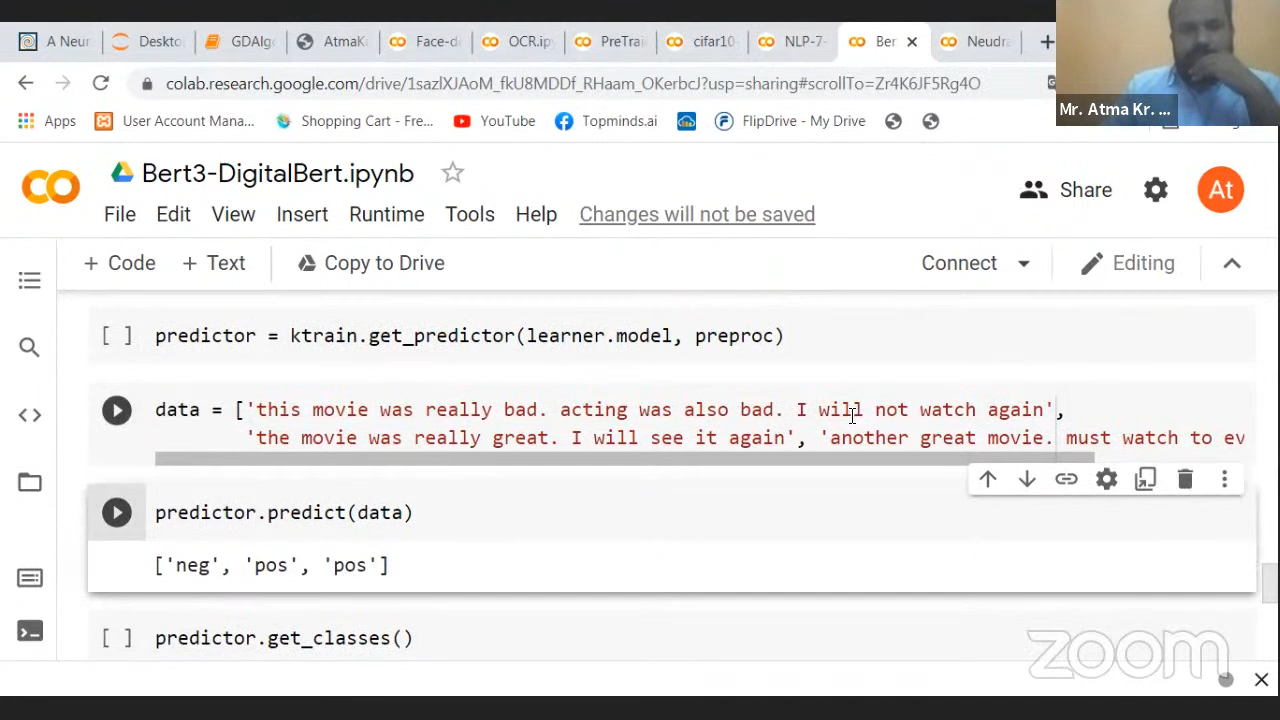 A Neur
Deskto
GDAlgo
AtmaK
Face-d
OCR.ip
PreTrai
cifar10-
NLP-7-
Ber
Neudra
colab.research.google.com/drive/1sazlXJAoM_fkU8MDDf_RHaam_OKerbcJ?usp=sharing#scrollTo=Zr4K6JF5Rg4O
Mr. Atma Kr. ...
Apps
User Account Mana...
Shopping Cart - Fre...
YouTube
Topminds.ai
FlipDrive - My Drive
CO
Bert3-DigitalBert.ipynb
Share
At
File Edit View Insert Runtime Tools Help Changes will not be saved
+ Code + Text Copy to Drive Connect Editing
[ ] predictor = ktrain.get_predictor(learner.model, preproc)
data = ['this movie was really bad. acting was also bad. I will not watch again',
'the movie was really great. I will see it again', 'another great movie. must watch to ev
predictor.predict(data)
['neg', 'pos', 'pos']
[ ] predictor.get_classes()
zoom